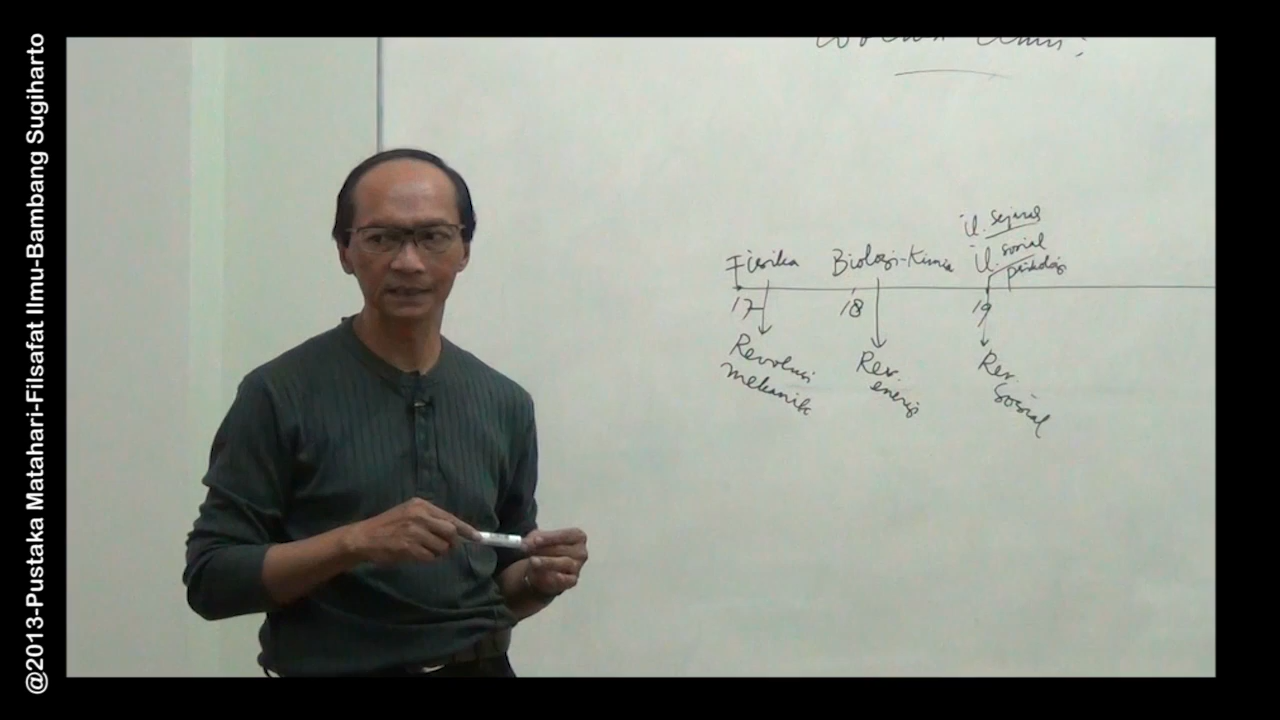 @2013-Pustaka Matahari-Filsafat Ilmu-Bambang Sugiharto
il. sejarah
il. sosial
psikologi
Fisika Biologi-Kimia
17 18 19
Revolusi
mekanik
Rev.
energi
Rev.
Sosial